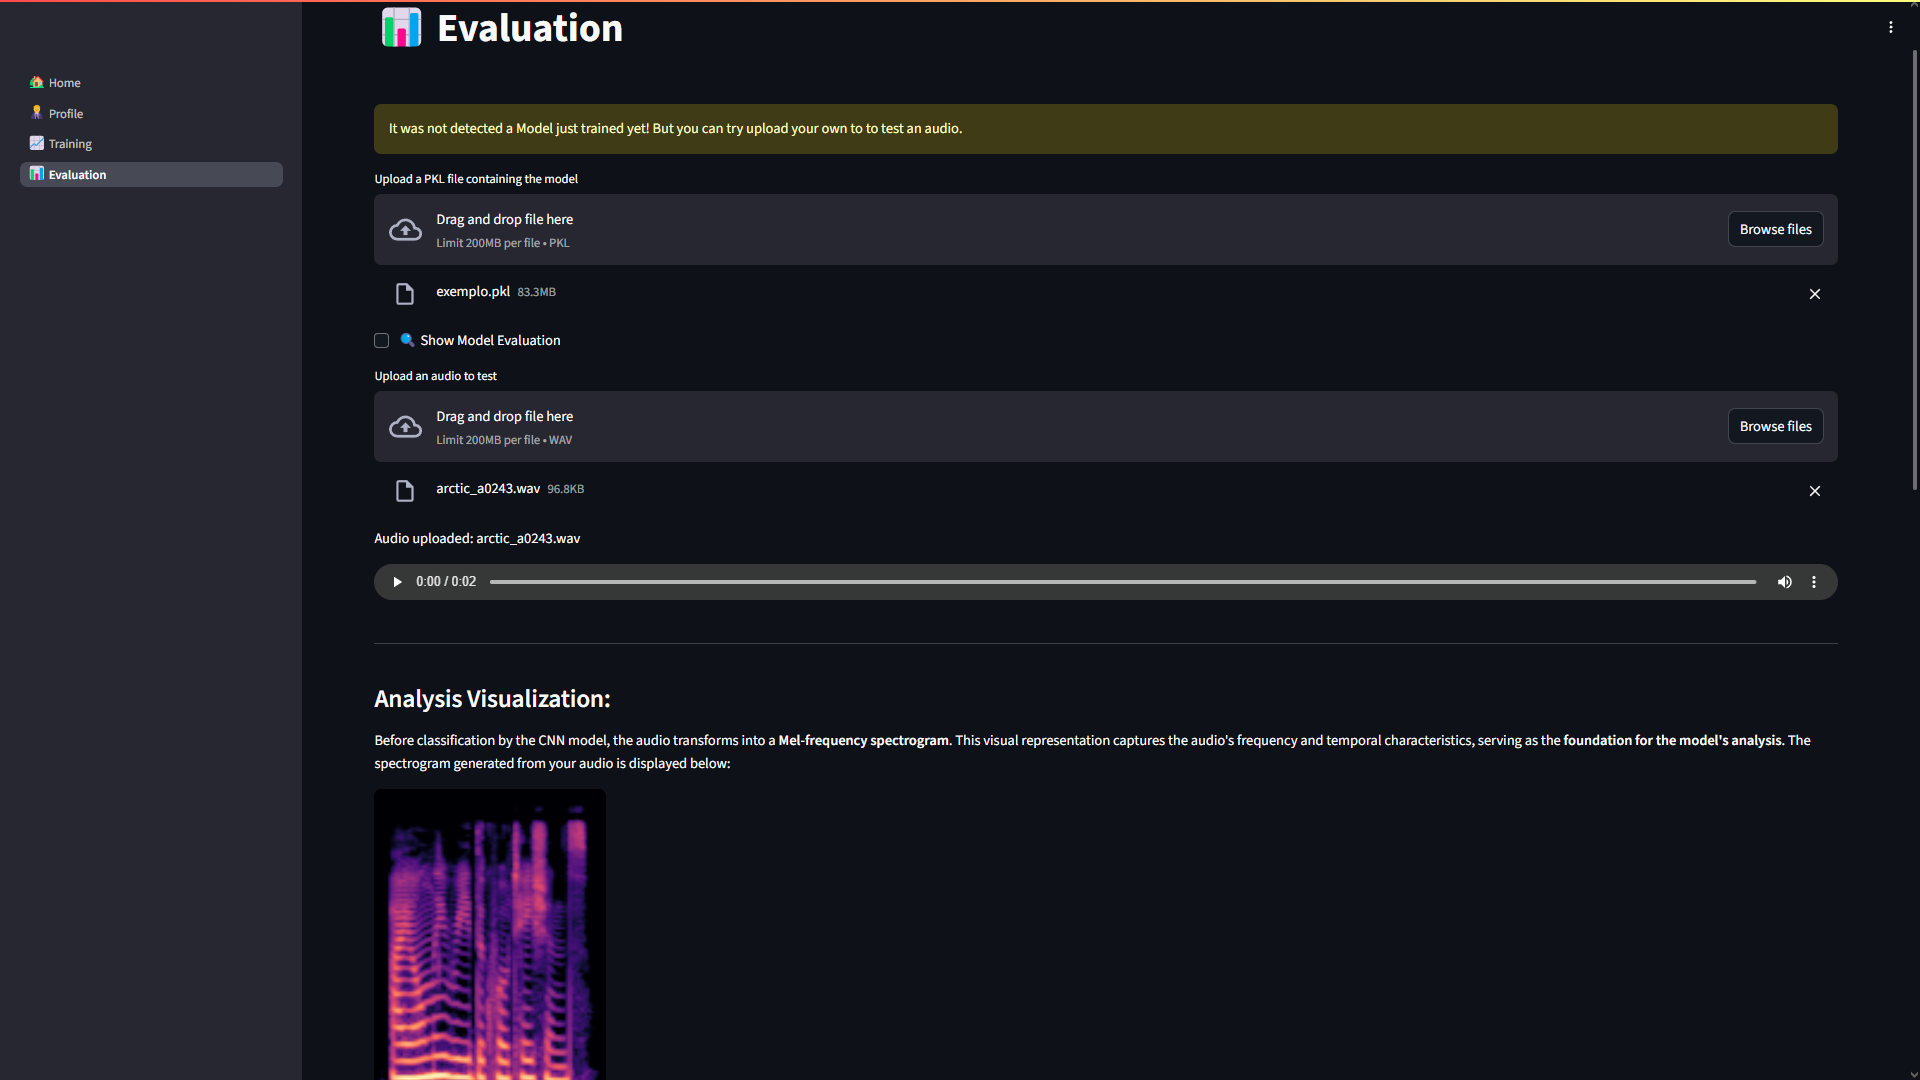 Evaluation
Home
Profile
Training
Evaluation
It was not detected a Model just trained yet! But you can try upload your own to to test an audio.
Upload a PKL file containing the model
Drag and drop file here
Limit 200MB per file • PKL
Browse files
exemplo.pkl 83.3MB
Show Model Evaluation
Upload an audio to test
Drag and drop file here
Limit 200MB per file • WAV
Browse files
arctic_a0243.wav 96.8KB
Audio uploaded: arctic_a0243.wav
0:00 / 0:02
Analysis Visualization:
Before classification by the CNN model, the audio transforms into a Mel-frequency spectrogram. This visual representation captures the audio's frequency and temporal characteristics, serving as the foundation for the model's analysis. The
spectrogram generated from your audio is displayed below: